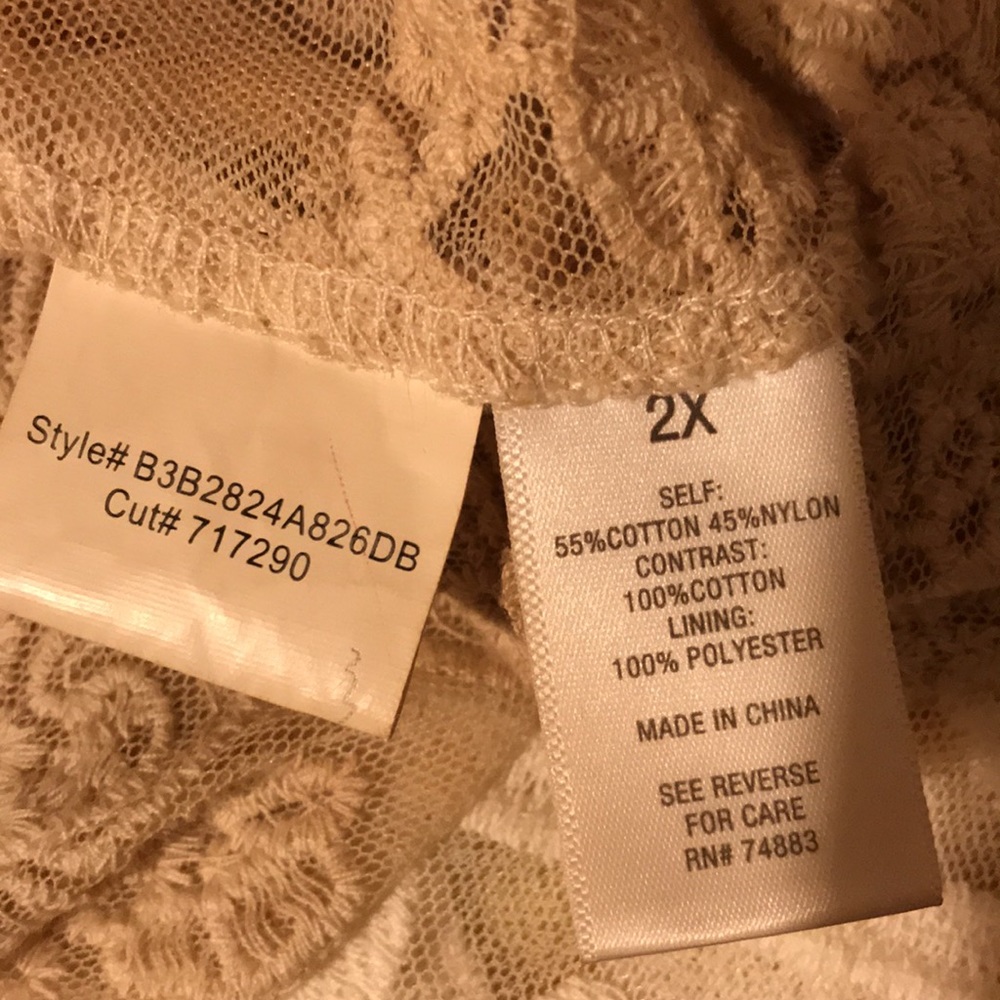 Style# B3B2824A826DB
Cut# 717290
2X
SELF:
55%COTTON 45%NYLON
CONTRAST:
100%COTTON
LINING:
100% POLYESTER
MADE IN CHINA
SEE REVERSE
FOR CARE
RN# 74883